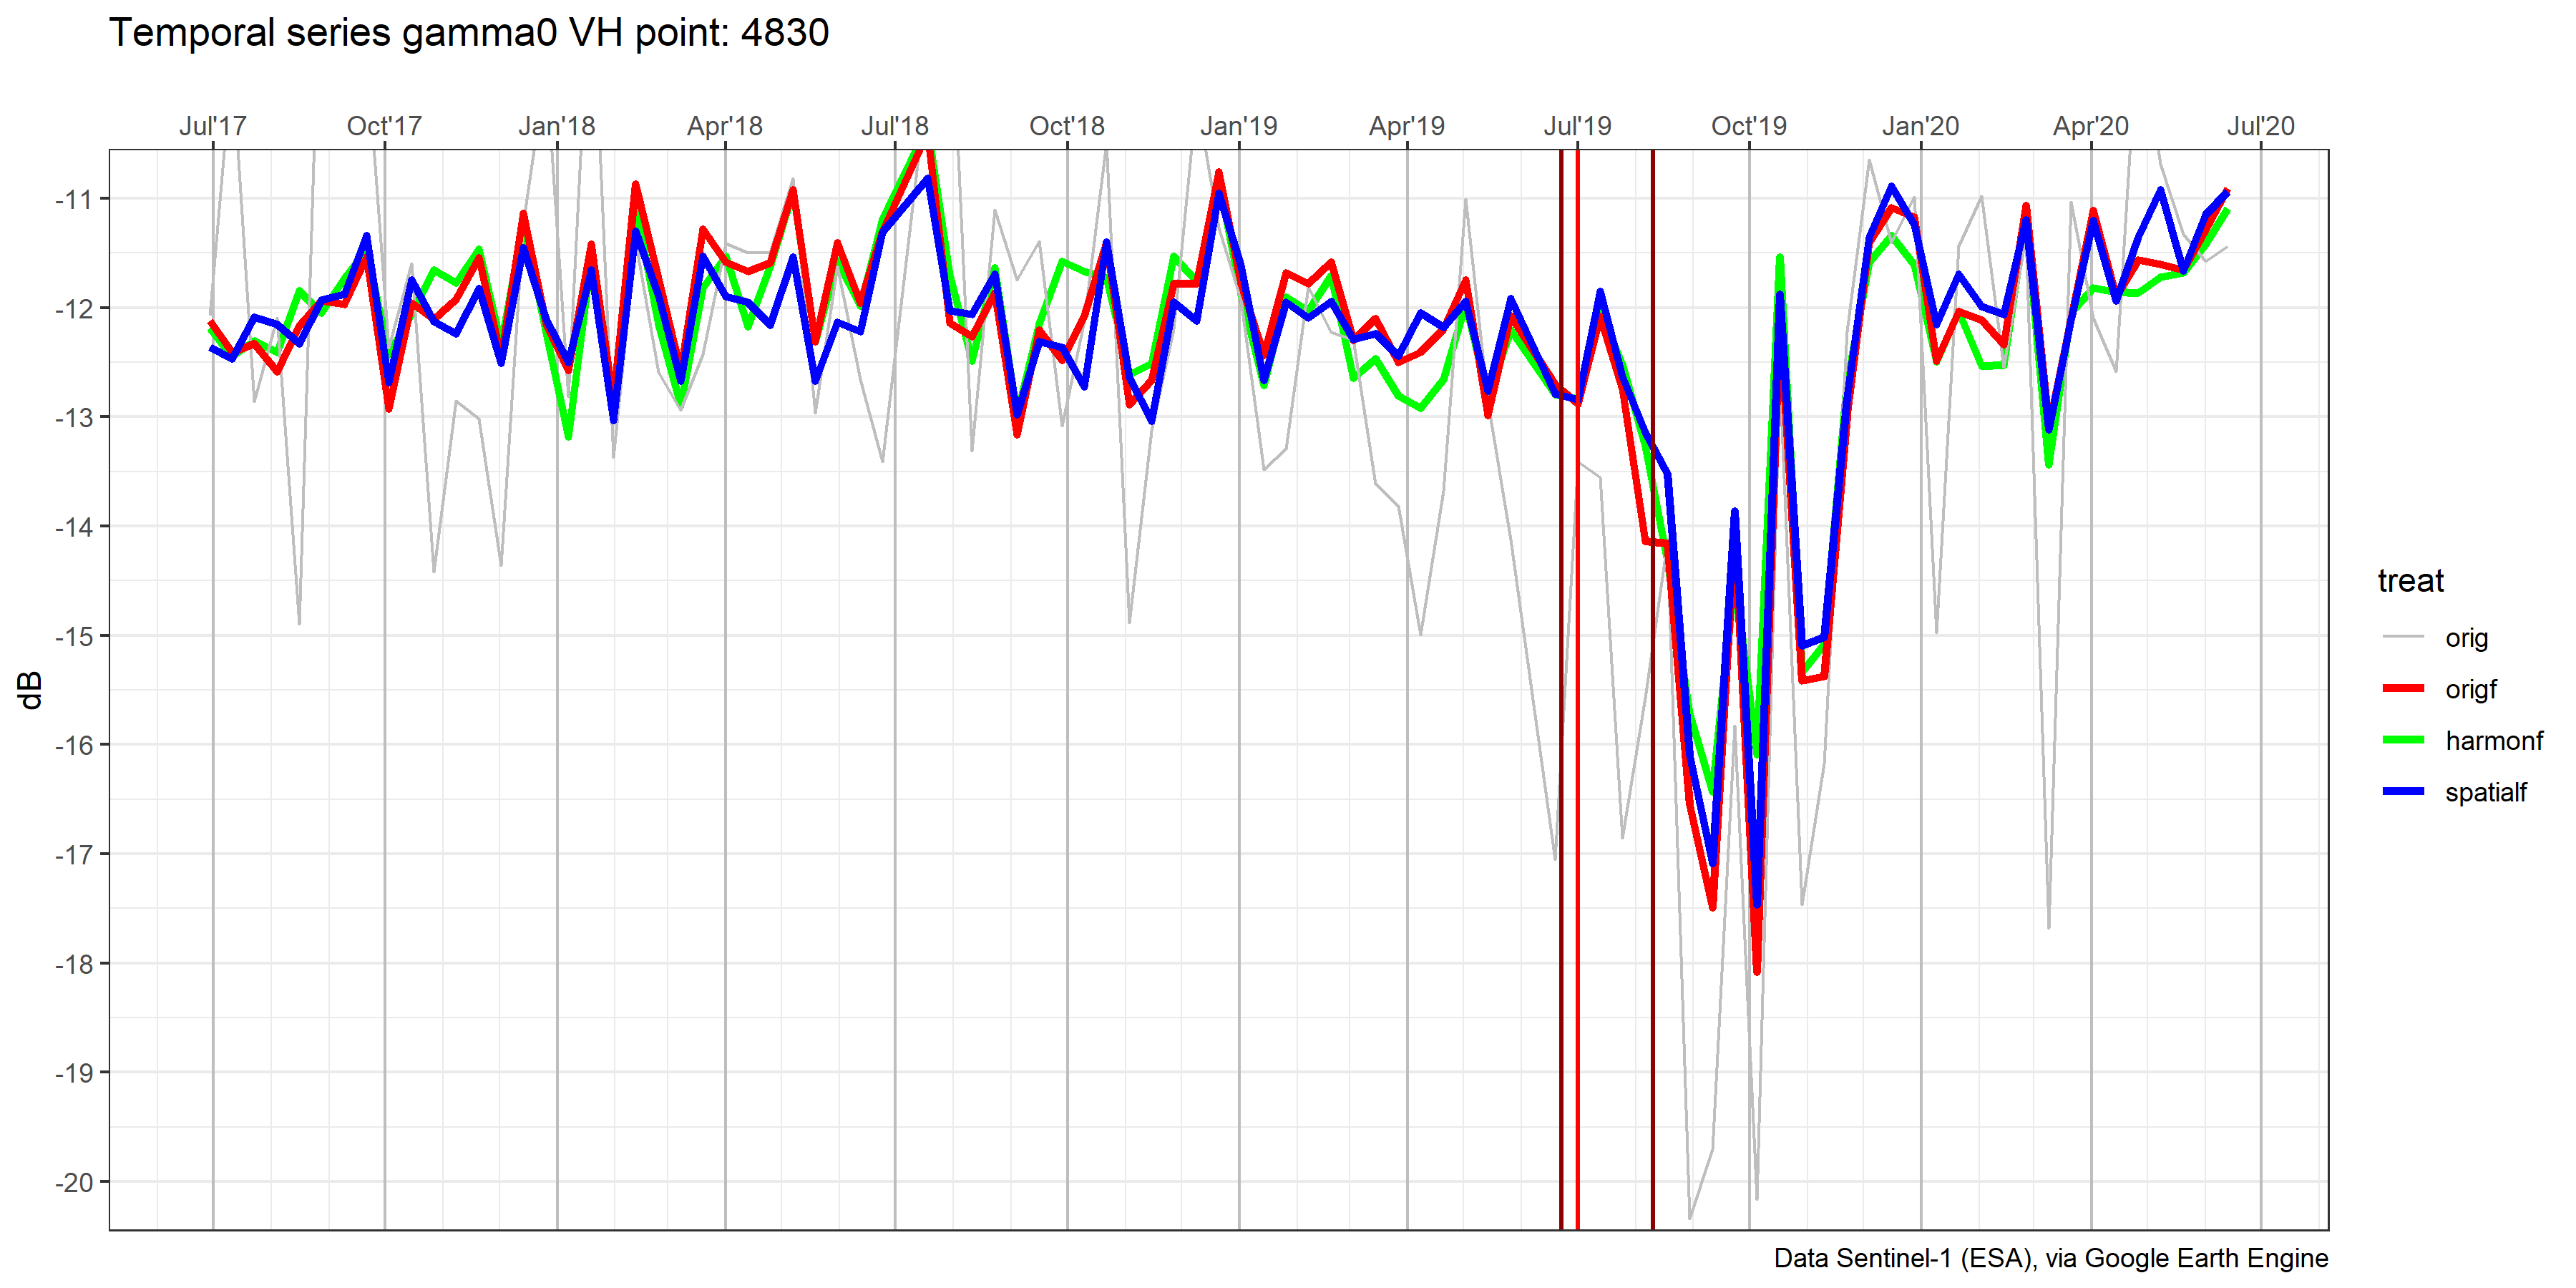 Temporal series gamma0 VH point: 4830
Jul'17 Oct'17 Jan'18 Apr'18 Jul'18 Oct'18 Jan'19 Apr'19 Jul'19 Oct'19 Jan'20 Apr'20 Jul'20
-11
-12
-13
-14
-15
-16
-17
-18
-19
-20
dB
treat
orig
origf
harmonf
spatialf
Data Sentinel-1 (ESA), via Google Earth Engine